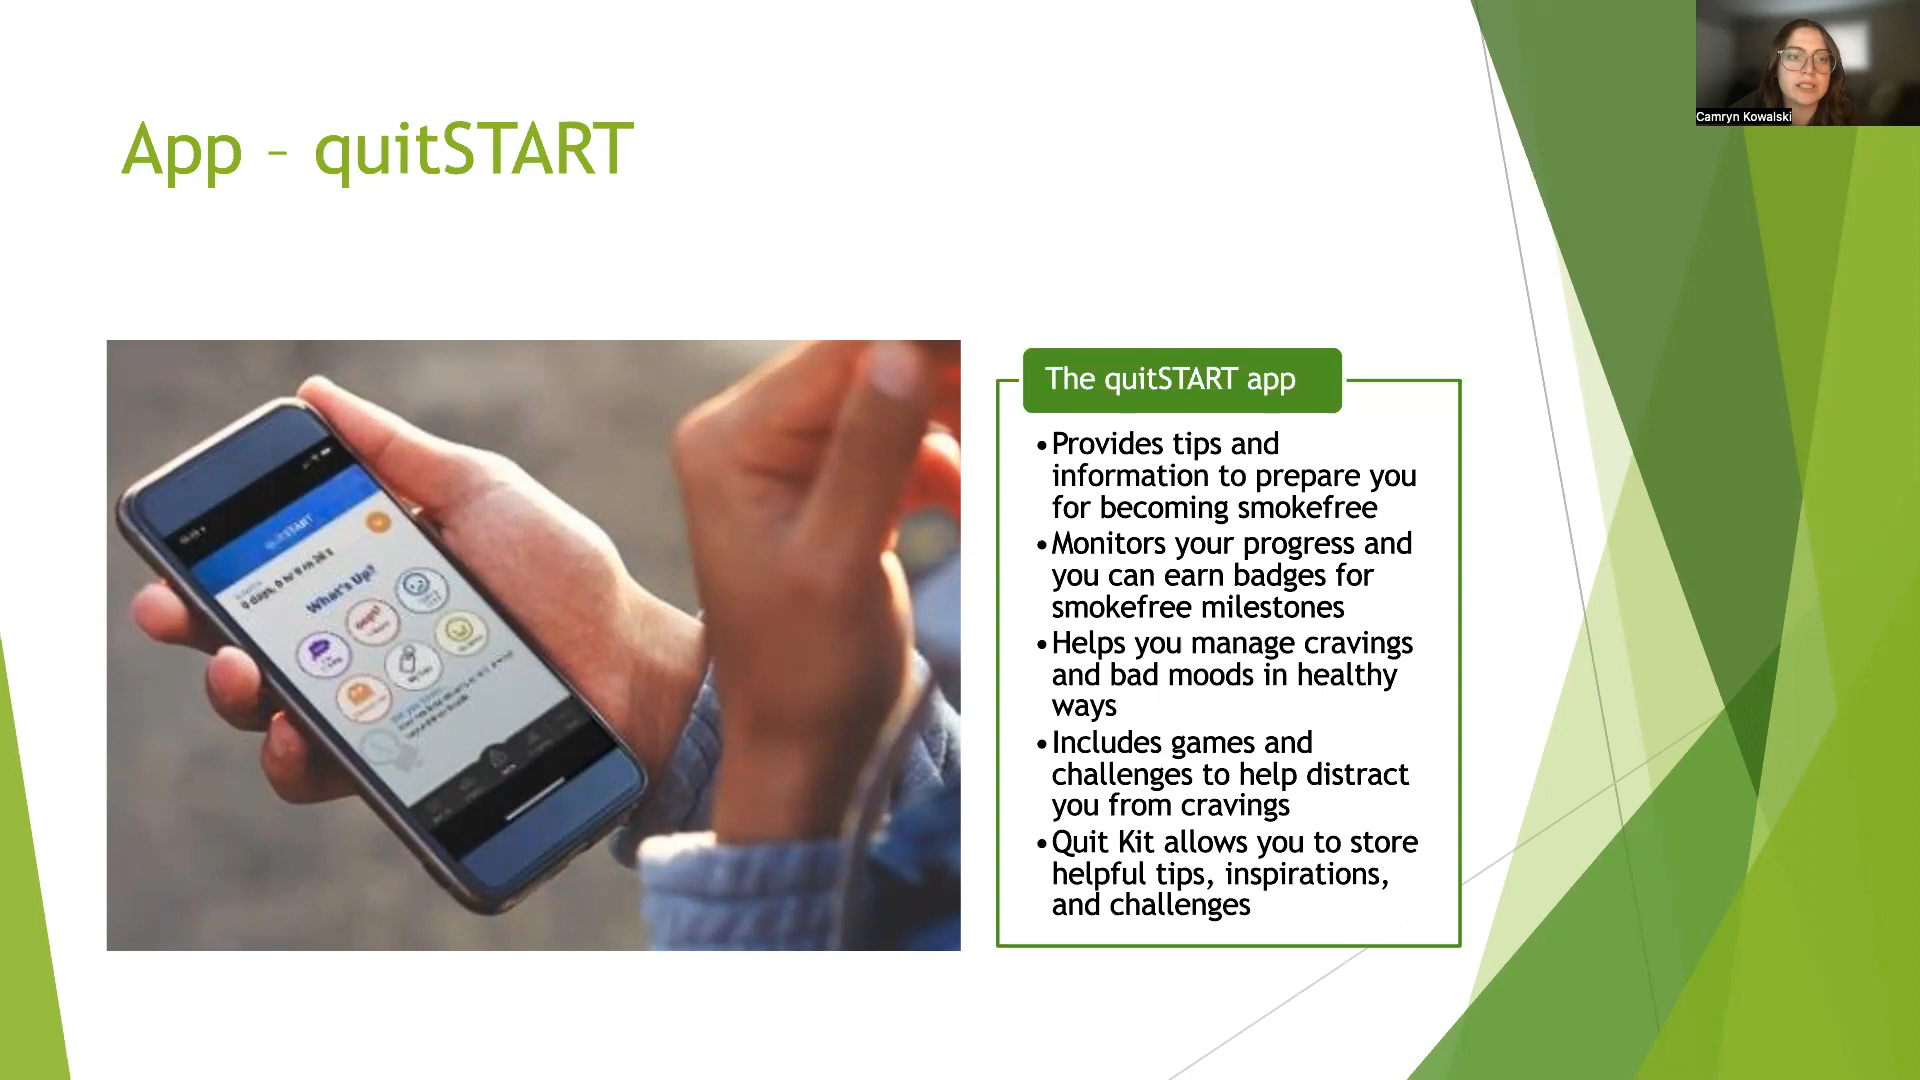 Camryn Kowalski
App – quitSTART
The quitSTART app
•Provides tips and
information to prepare you
for becoming smokefree
•Monitors your progress and
you can earn badges for
smokefree milestones
•Helps you manage cravings
and bad moods in healthy
ways
•Includes games and
challenges to help distract
you from cravings
•Quit Kit allows you to store
helpful tips, inspirations,
and challenges
quitSTART
What's Up?